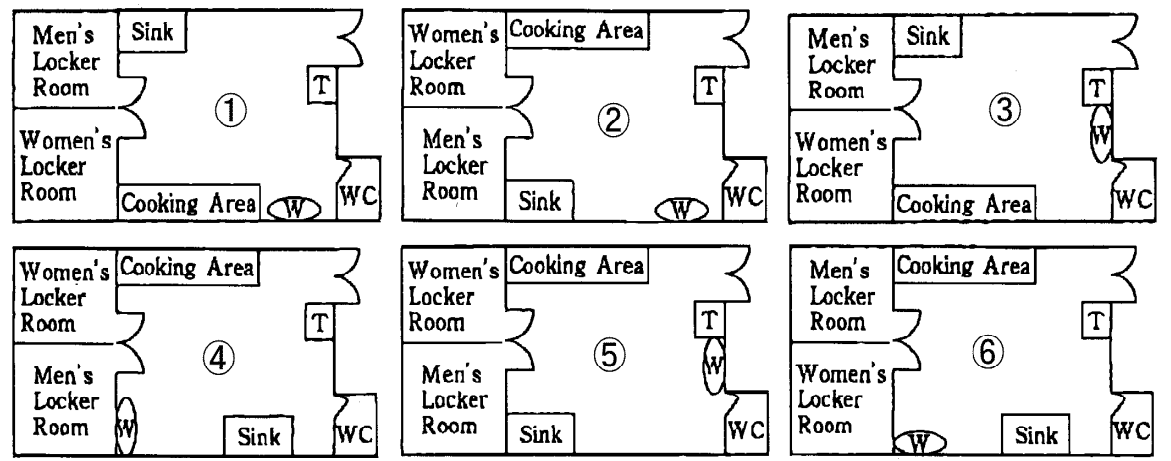 Men's
Locker
Room
Sink
T
①
Women's
Locker
Room
Cooking Area
W
WC
Women's
Locker
Room
Cooking Area
T
②
Men's
Locker
Room
Sink
W
WC
Men's
Locker
Room
Sink
T
③
W
Women's
Locker
Room
Cooking Area
WC
Women's
Locker
Room
Cooking Area
T
④
Men's
Locker
Room
W
Sink
WC
Women's
Locker
Room
Cooking Area
T
⑤
W
Men's
Locker
Room
Sink
WC
Men's
Locker
Room
Cooking Area
T
⑥
Women's
Locker
Room
W
Sink
WC